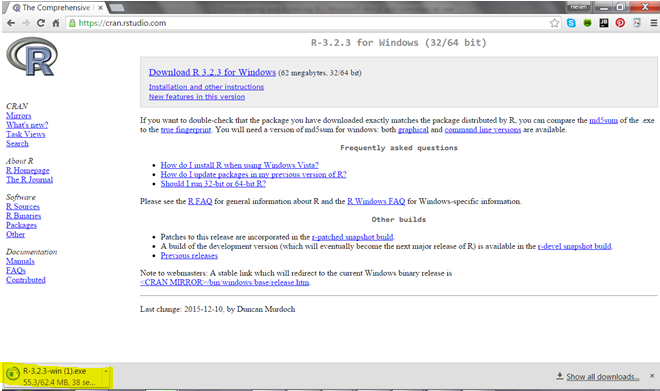 The Comprehensive
Helen
https://cran.rstudio.com
R
CRAN
Mirrors
What's new?
Task Views
Search
About R
R Homepage
The R Journal
Software
R Sources
R Binaries
Packages
Other
Documentation
Manuals
FAQs
Contributed
R-3.2.3 for Windows (32/64 bit)
Download R 3.2.3 for Windows (62 megabytes, 32/64 bit)
Installation and other instructions
New features in this version
If you want to double-check that the package you have downloaded exactly matches the package distributed by R, you can compare the md5sum of the .exe
to the true fingerprint. You will need a version of md5sum for windows: both graphical and command line versions are available.
Frequently asked questions
• How do I install R when using Windows Vista?
• How do I update packages in my previous version of R?
• Should I run 32-bit or 64-bit R?
Please see the R FAQ for general information about R and the R Windows FAQ for Windows-specific information.
Other builds
• Patches to this release are incorporated in the r-patched snapshot build.
• A build of the development version (which will eventually become the next major release of R) is available in the r-devel snapshot build.
• Previous releases
Note to webmasters: A stable link which will redirect to the current Windows binary release is
<CRAN MIRROR>/bin/windows/base/release.htm.
Last change: 2015-12-10, by Duncan Murdoch
R-3.2.3-win (1).exe
55.3/62.4 MB, 38 se...
Show all downloads...